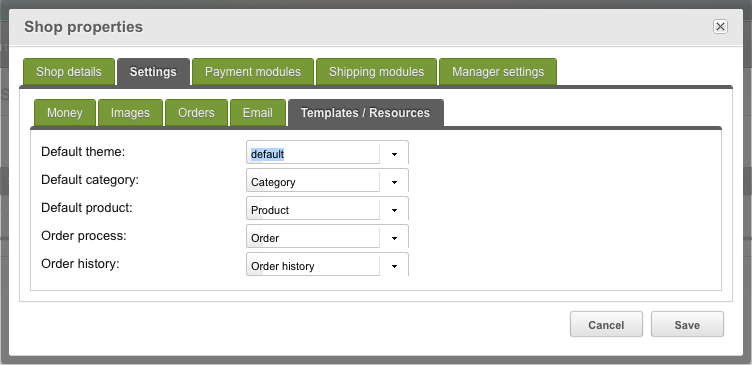 Shop properties
Shop details Settings Payment modules Shipping modules Manager settings
Money Images Orders Email Templates / Resources
Default theme: default
Default category: Category
Default product: Product
Order process: Order
Order history: Order history
Cancel Save